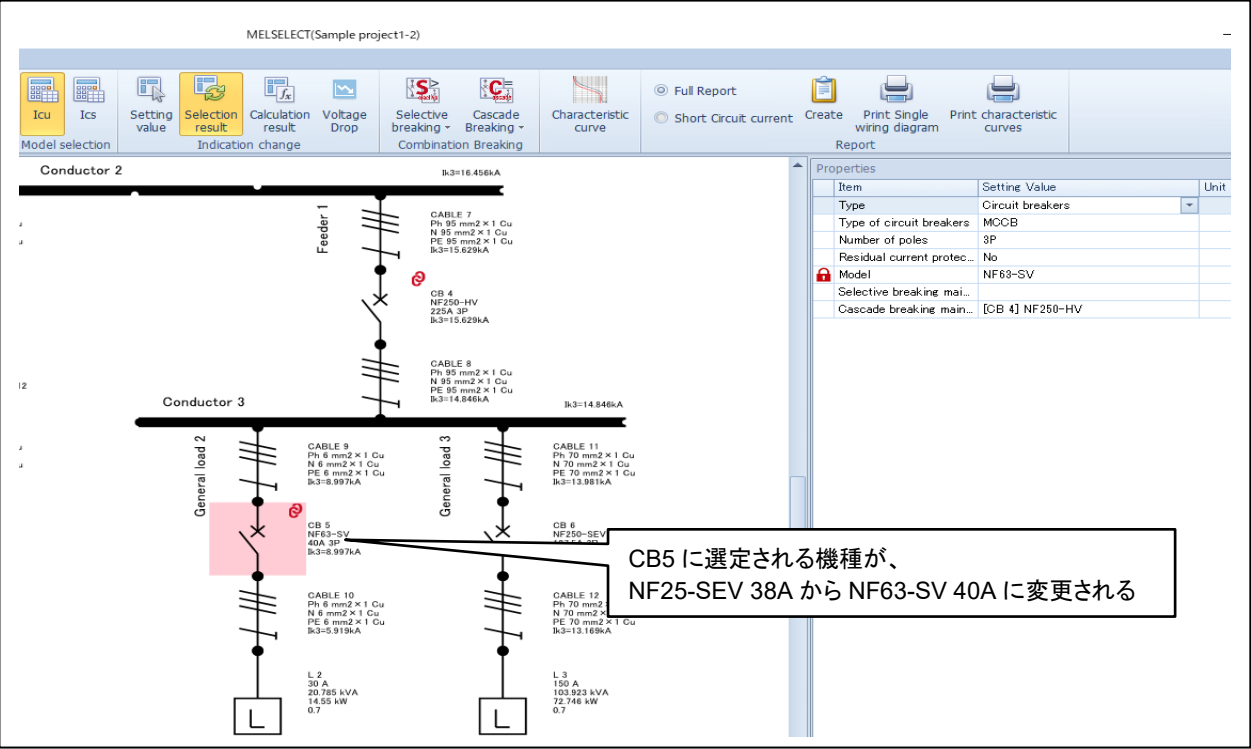 MELSELECT(Sample project1-2)
Icu
Ics
Setting value
Selection result
Calculation result
Voltage Drop
Selective breaking
Cascade Breaking
Characteristic curve
Full Report
Short Circuit current
Create
Print Single wiring diagram
Print characteristic curves
Model selection
Indication change
Combination Breaking
Report
Conductor 2
Ik3=16.456kA
Feeder 1
CABLE 7
Ph 95 mm2×1 Cu
N 95 mm2×1 Cu
PE 95 mm2×1 Cu
Ik3=15.629kA
CB 4
NF250-HV
225A 3P
Ik3=15.629kA
CABLE 8
Ph 95 mm2×1 Cu
N 95 mm2×1 Cu
PE 95 mm2×1 Cu
Ik3=14.846kA
12
Conductor 3
Ik3=14.846kA
General load 2
CABLE 9
Ph 6 mm2×1 Cu
N 6 mm2×1 Cu
PE 6 mm2×1 Cu
Ik3=8.997kA
General load 3
CABLE 11
Ph 70 mm2×1 Cu
N 70 mm2×1 Cu
PE 70 mm2×1 Cu
Ik3=13.981kA
CB 5
NF63-SV
40A 3P
Ik3=8.997kA
CB 6
NF250-SEV
CABLE 10
Ph 6 mm2×1 Cu
N 6 mm2×1 Cu
PE 6 mm2×1 Cu
Ik3=5.919kA
CABLE 12
Ph 70 mm2
N 70 mm2×1 Cu
PE 70 mm2×1 Cu
Ik3=13.169kA
L 2
30 A
20.785 kVA
14.55 kW
0.7
L
L 3
150 A
103.923 kVA
72.746 kW
0.7
L
Properties
Item Setting Value Unit
Type Circuit breakers
Type of circuit breakers MCCB
Number of poles 3P
Residual current protec... No
Model NF63-SV
Selective breaking mai...
Cascade breaking main... [CB 4] NF250-HV
CB5 に選定される機種が、
NF25-SEV 38A から NF63-SV 40A に変更される